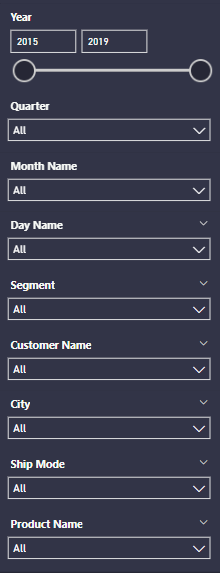 Year
2015 2019
Quarter
All
Month Name
All
Day Name
All
Segment
All
Customer Name
All
City
All
Ship Mode
All
Product Name
All